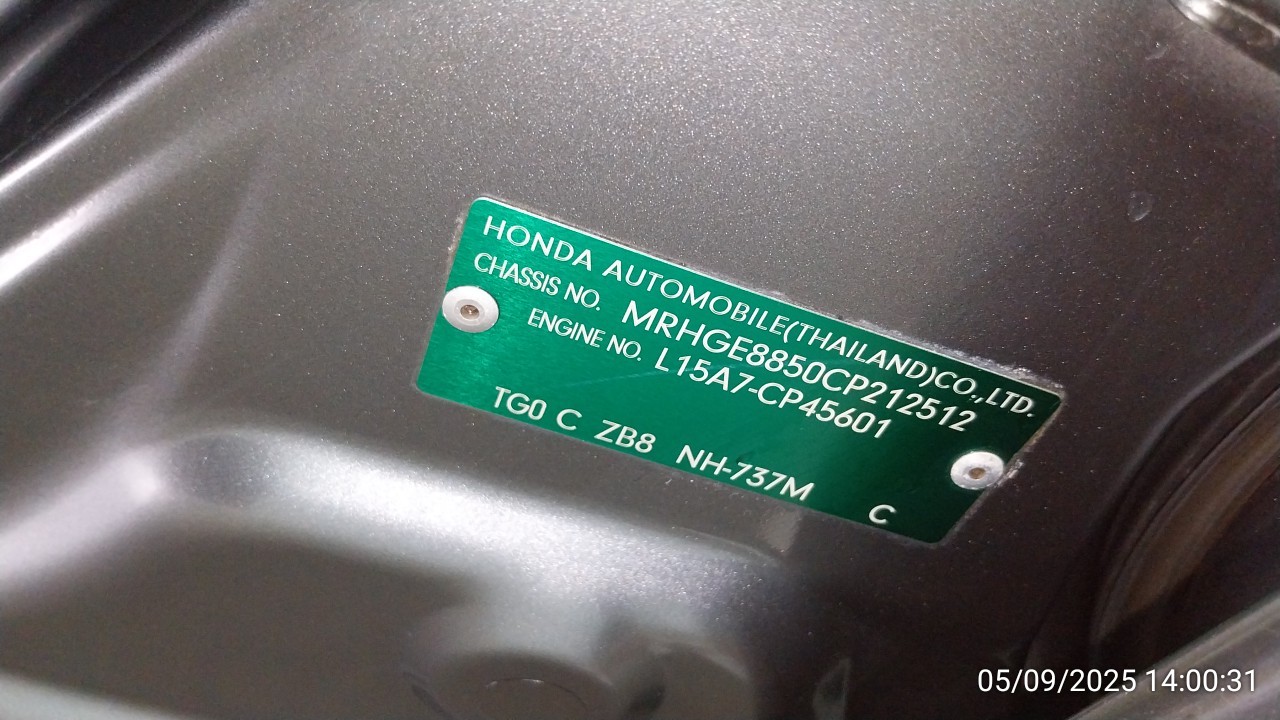 HONDA AUTOMOBILE(THAILAND)CO.,LTD.
CHASSIS NO. MRHGE8850CP212512
ENGINE NO. L15A7-CP45601
TG0 C ZB8 NH-737M C
05/09/2025 14:00:31